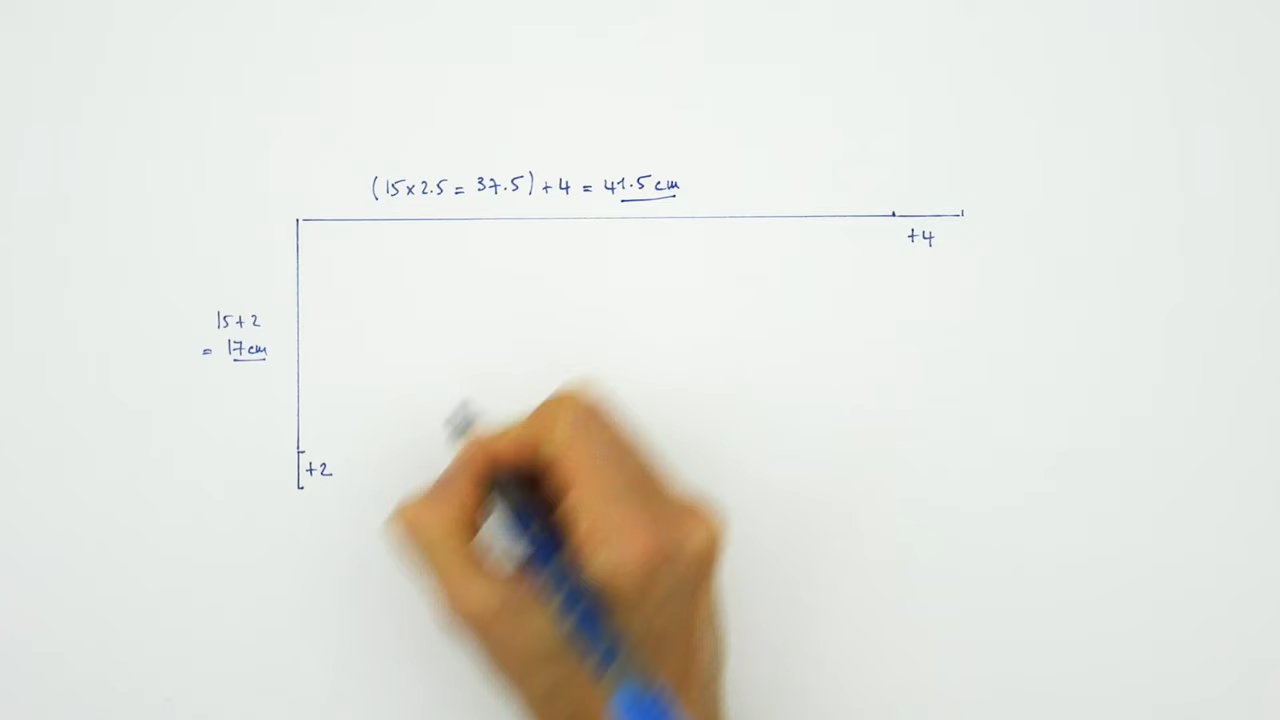 (15x2.5 = 37.5) + 4 = 41.5 cm
+4
15+2
= 17cm
+2